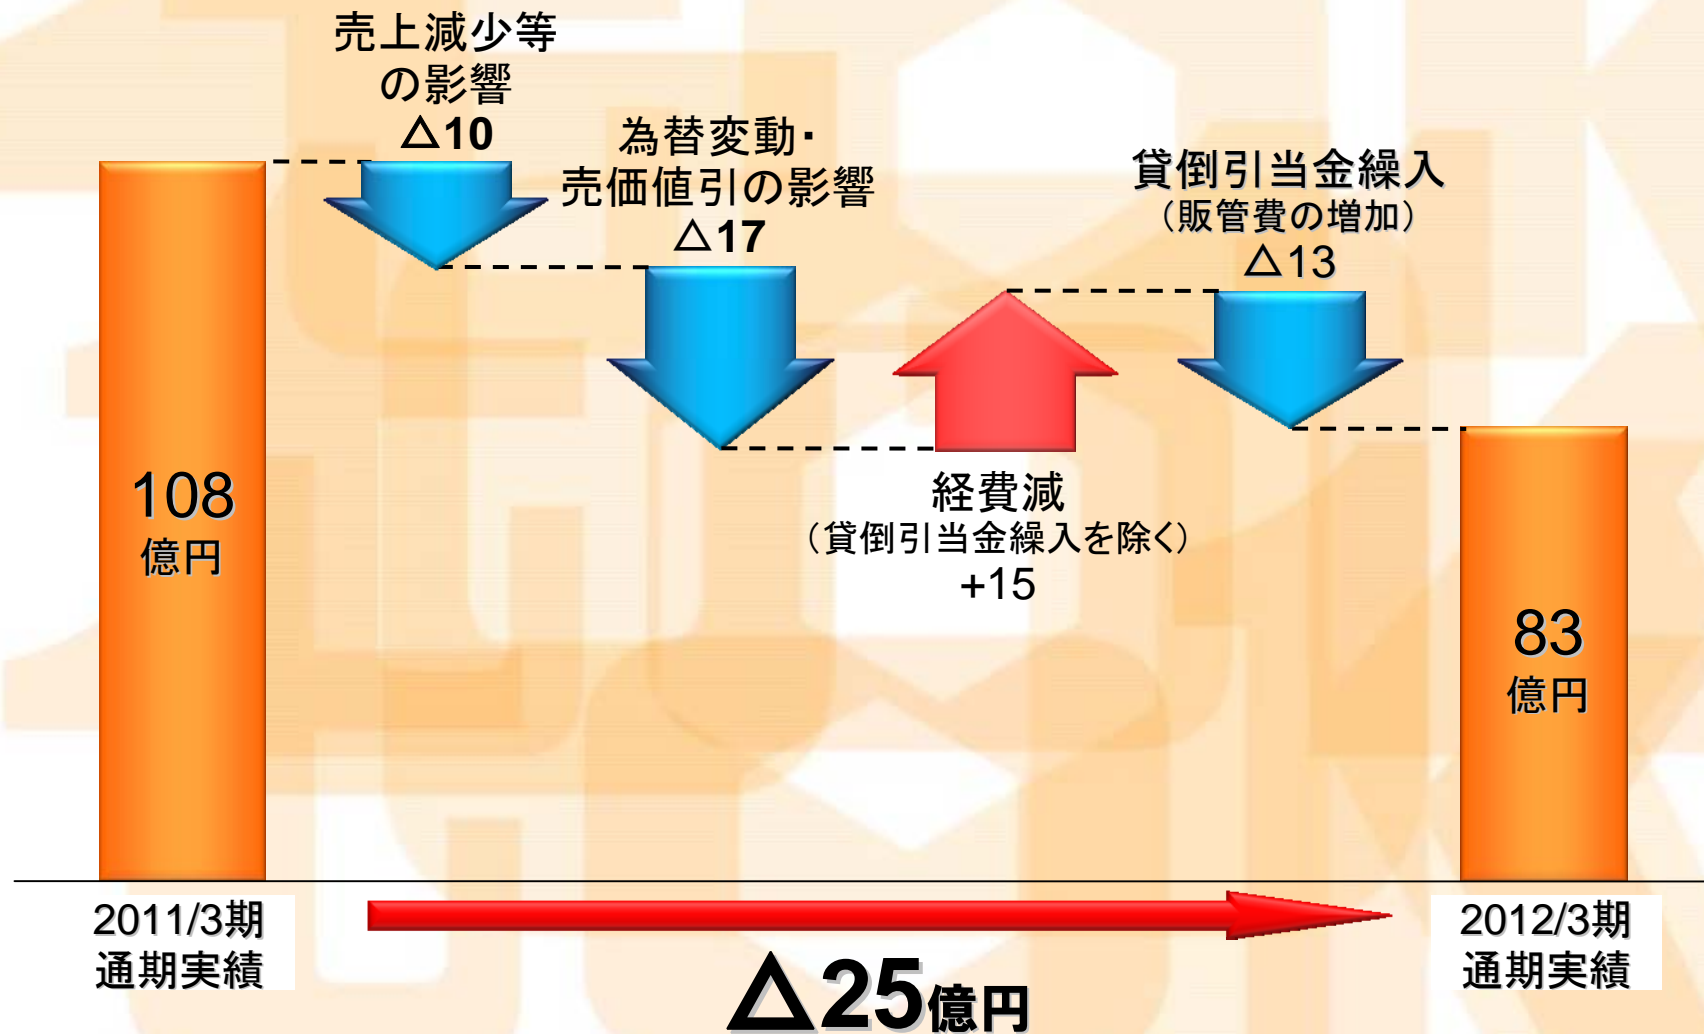 売上減少等
の影響
△10
為替変動・
売価値引の影響
△17
貸倒引当金繰入
（販管費の増加）
△13
経費減
（貸倒引当金繰入を除く）
+15
108
億円
83
億円
2011/3期
通期実績
2012/3期
通期実績
△25億円